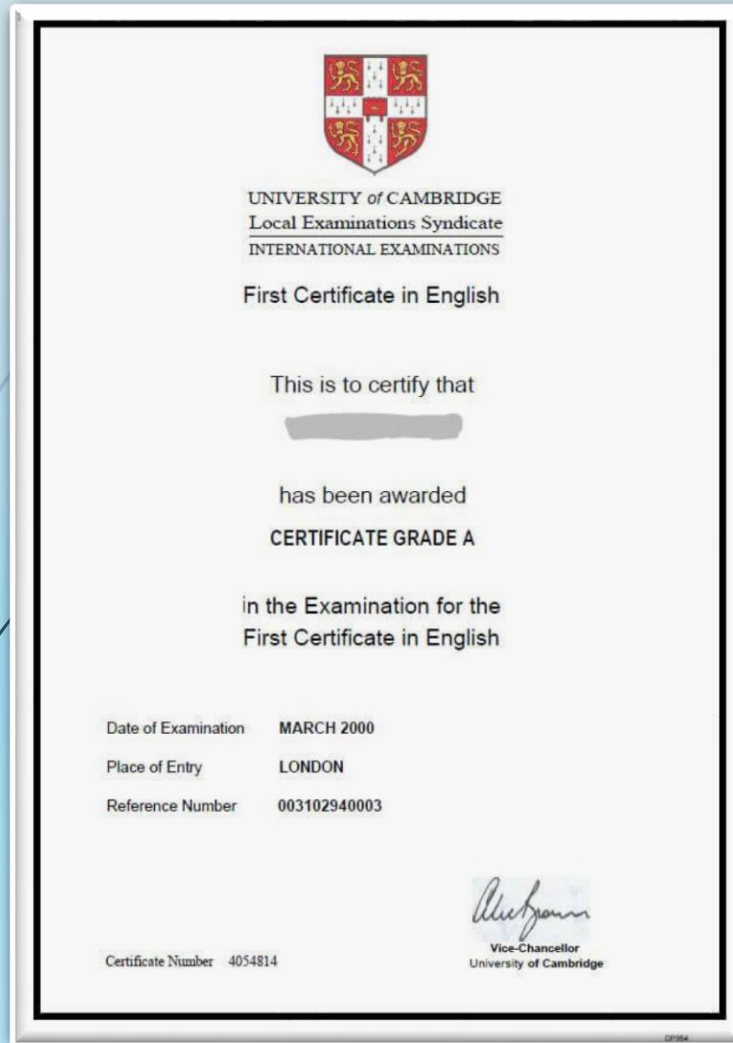 UNIVERSITY of CAMBRIDGE
Local Examinations Syndicate
INTERNATIONAL EXAMINATIONS
First Certificate in English
This is to certify that
has been awarded
CERTIFICATE GRADE A
in the Examination for the
First Certificate in English
Date of Examination MARCH 2000
Place of Entry LONDON
Reference Number 003102940003
Vice-Chancellor
University of Cambridge
Certificate Number 4054814
DP354